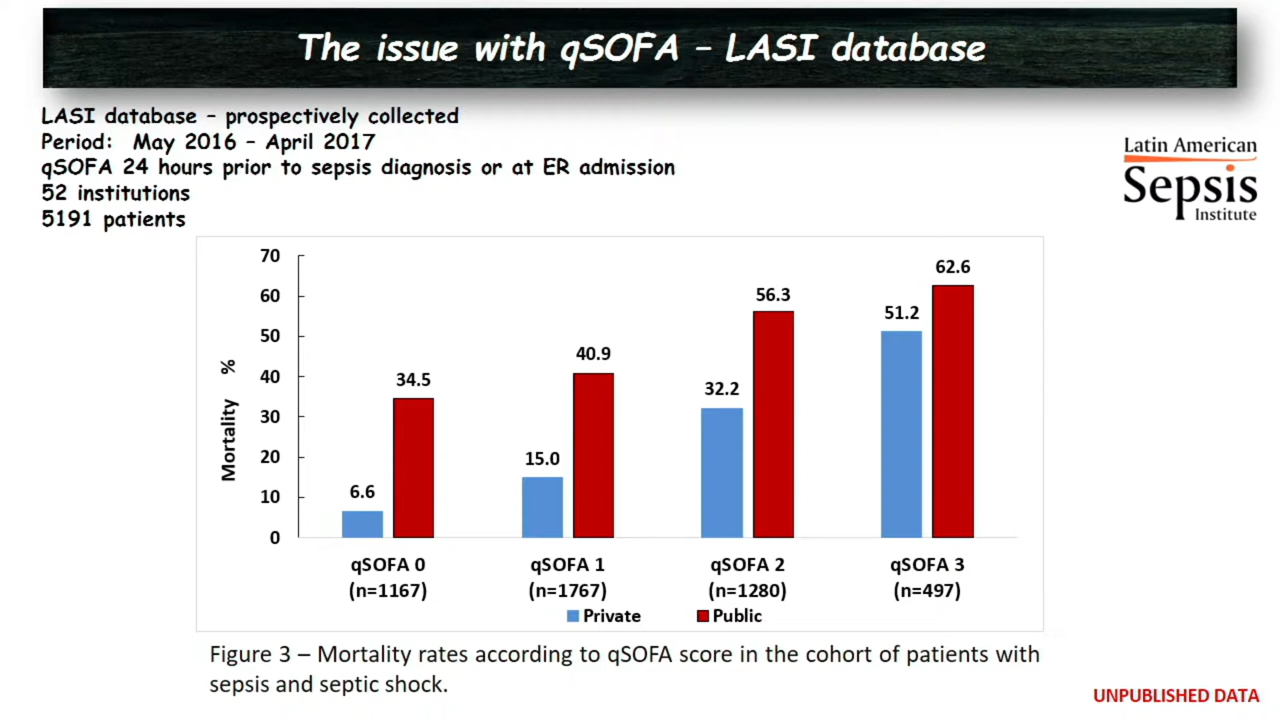 The issue with qSOFA – LASI database
LASI database – prospectively collected
Period: May 2016 – April 2017
qSOFA 24 hours prior to sepsis diagnosis or at ER admission
52 institutions
5191 patients
Latin American
Sepsis
Institute
Mortality %
70
60
50
40
30
20
10
0
6.6
34.5
15.0
40.9
32.2
56.3
51.2
62.6
qSOFA 0 qSOFA 1 qSOFA 2 qSOFA 3
(n=1167) (n=1767) (n=1280) (n=497)
Private Public
Figure 3 – Mortality rates according to qSOFA score in the cohort of patients with
sepsis and septic shock.
UNPUBLISHED DATA